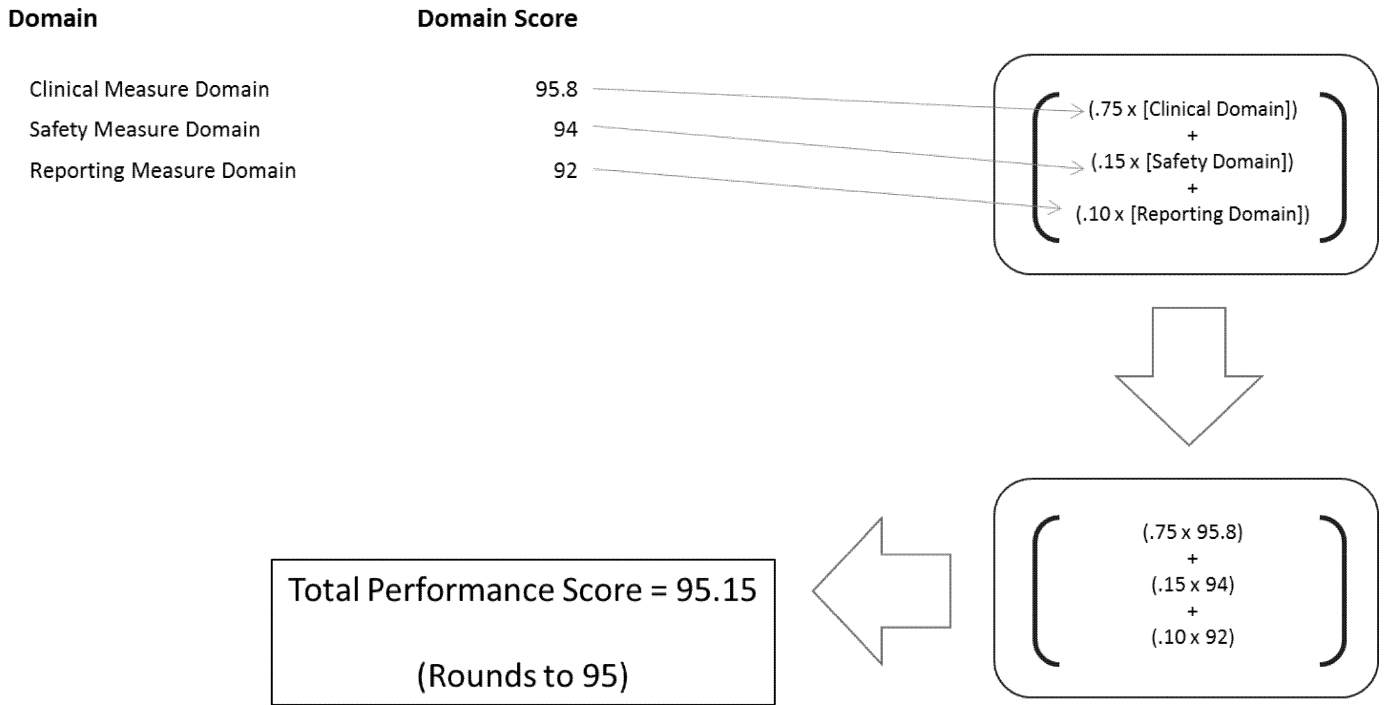 Domain Domain Score
Clinical Measure Domain 95.8
Safety Measure Domain 94
Reporting Measure Domain 92
(.75 x [Clinical Domain])
+
(.15 x [Safety Domain])
+
(.10 x [Reporting Domain])
(.75 x 95.8)
+
(.15 x 94)
+
(.10 x 92)
Total Performance Score = 95.15
(Rounds to 95)